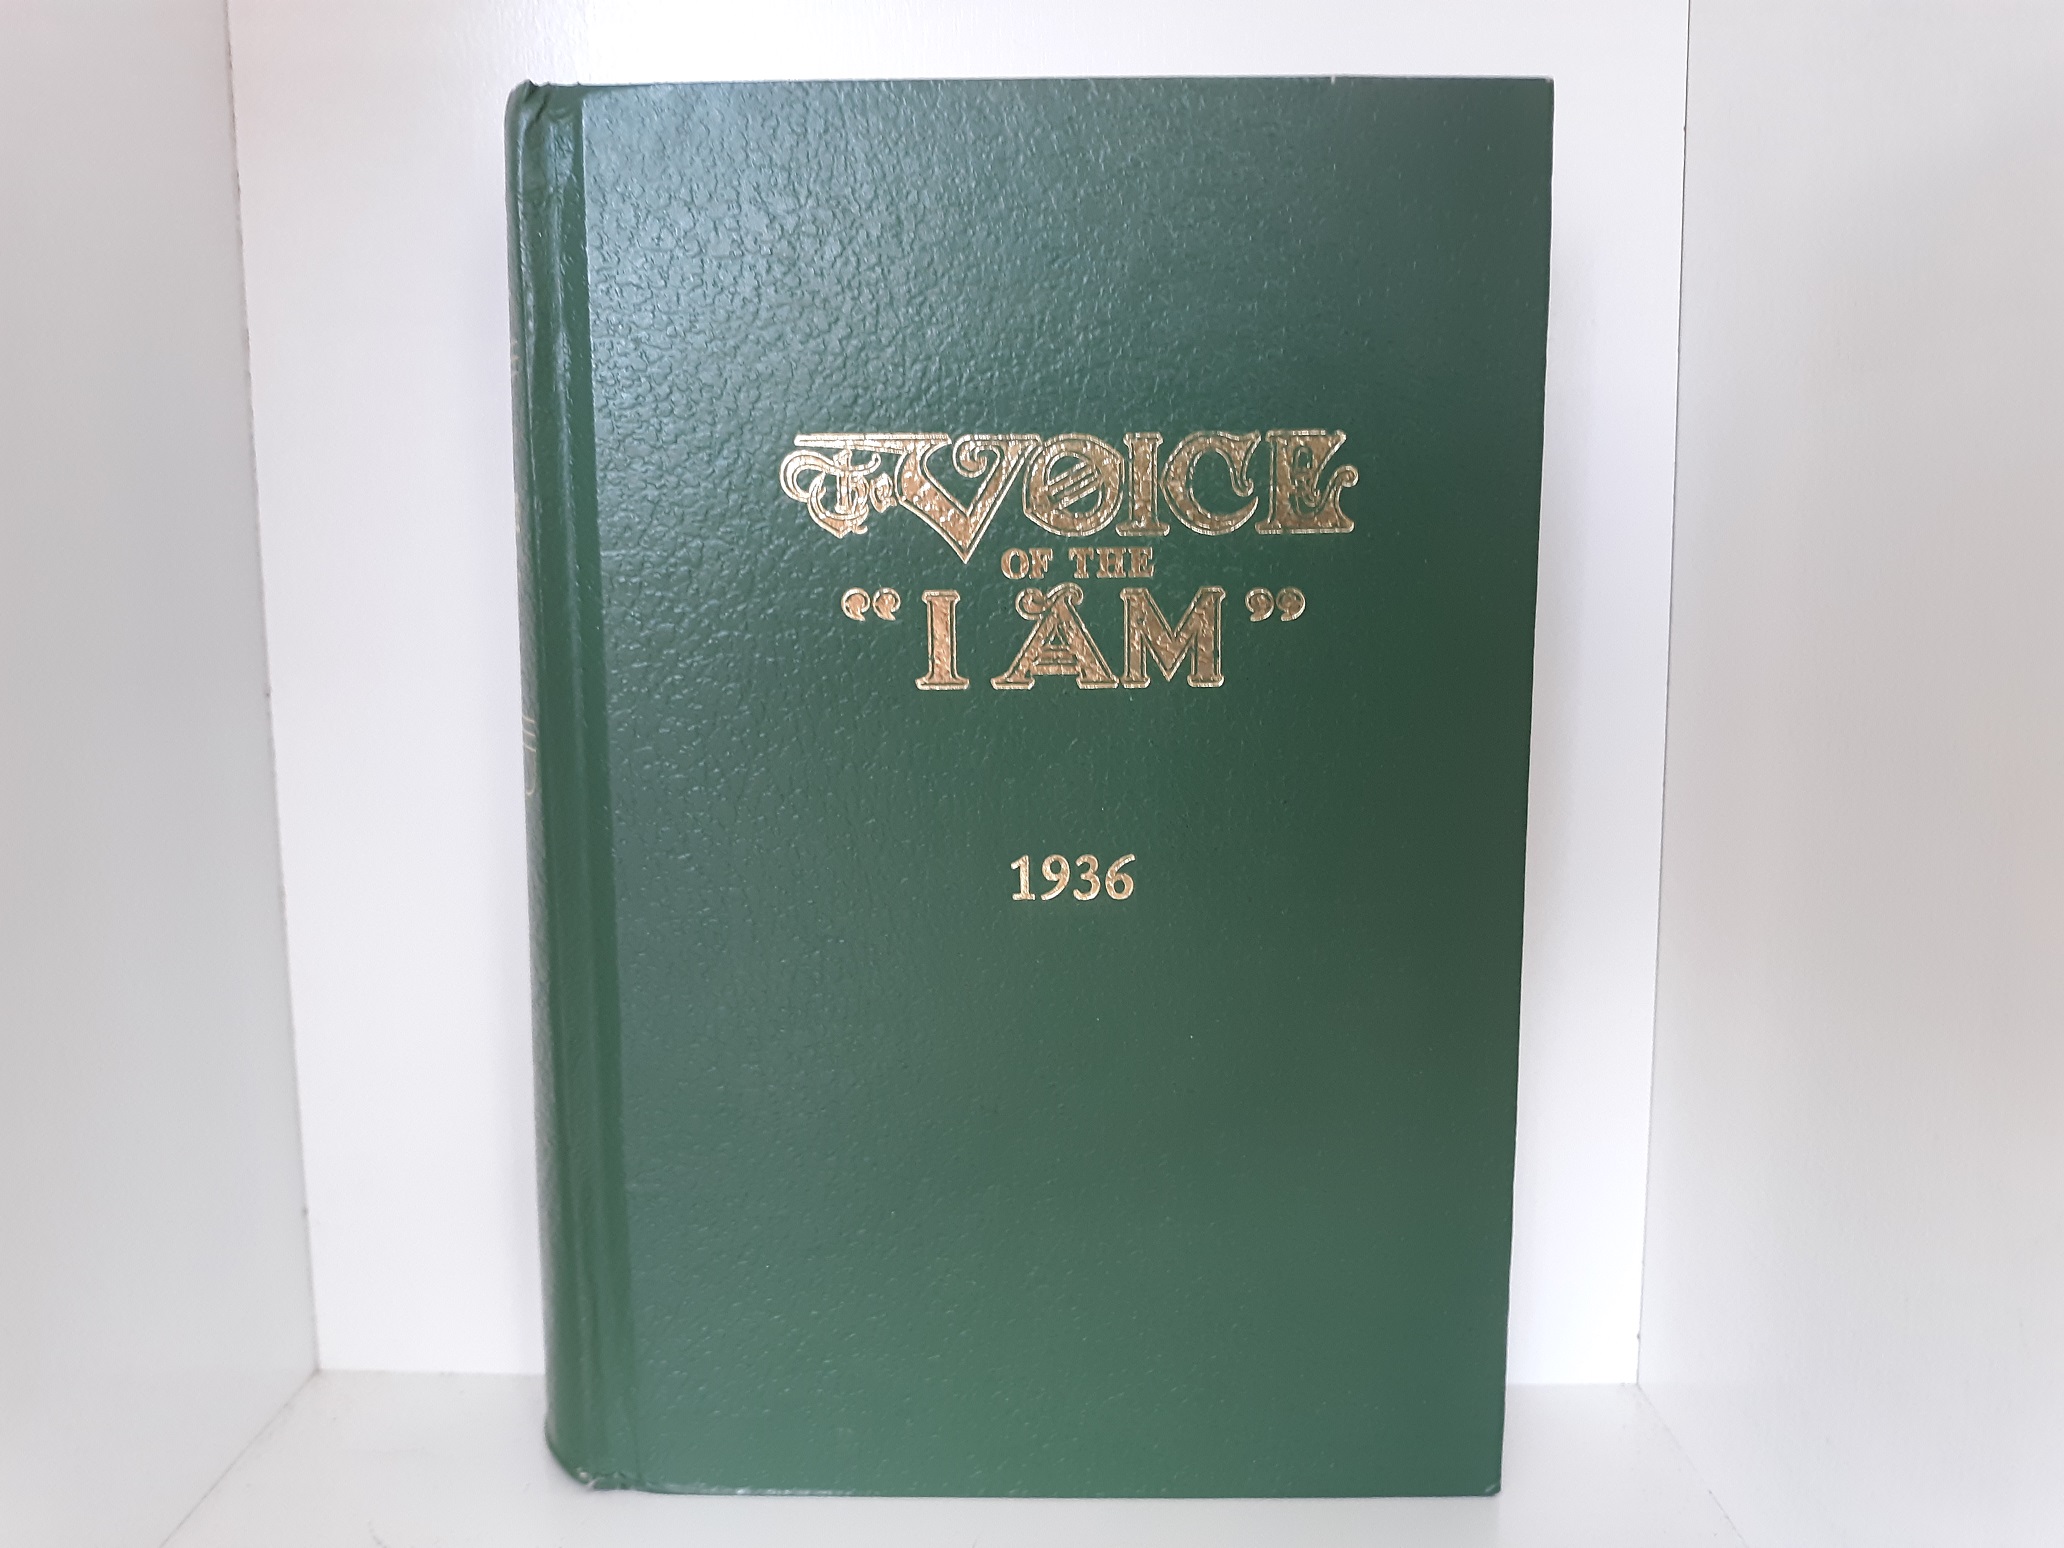 The VOICE
OF THE
“I AM”
1936